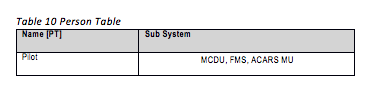 Table 10 Person Table
Name [PT] Sub System
Pilot MCDU, FMS, ACARS MU